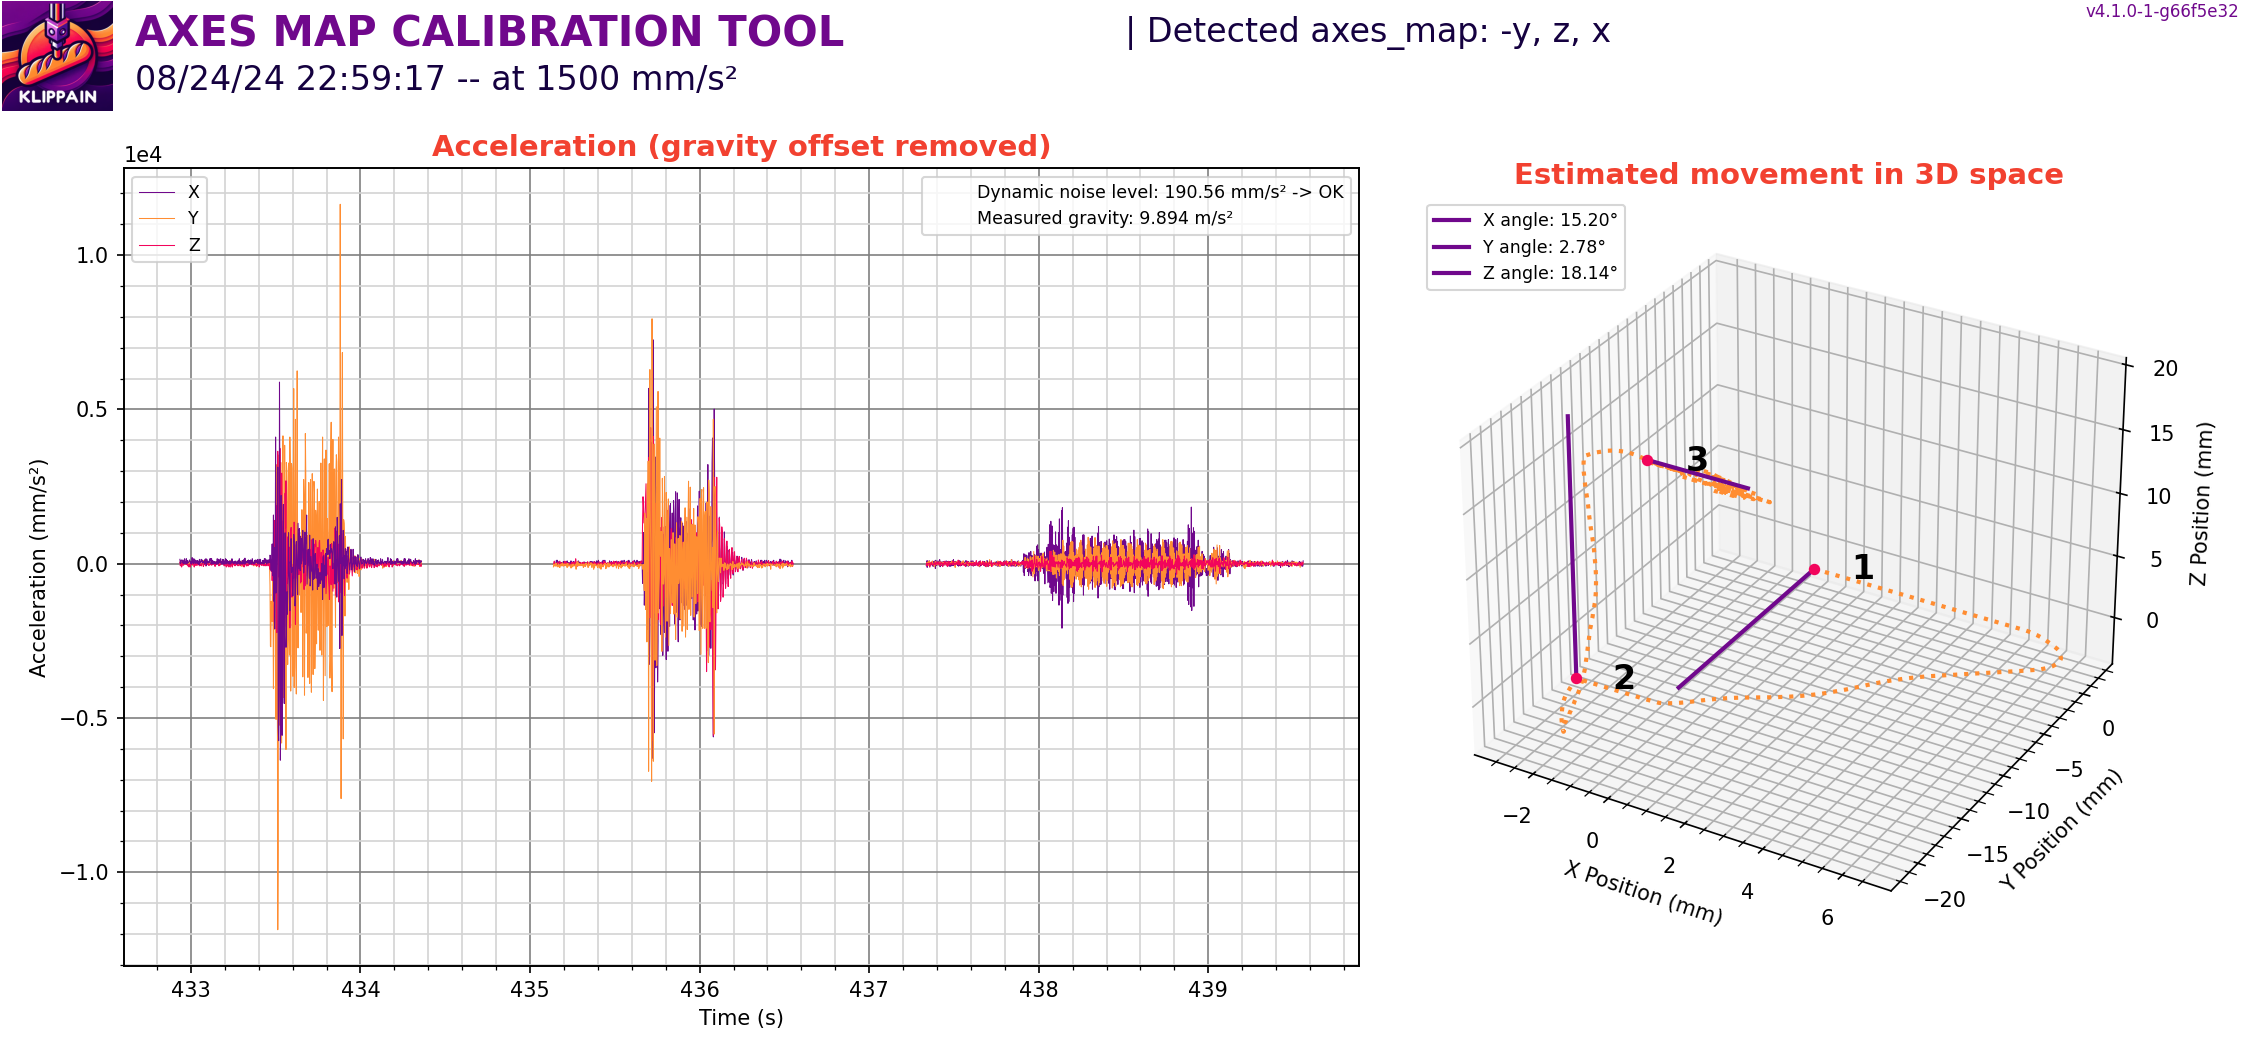 KLIPPAIN
AXES MAP CALIBRATION TOOL
| Detected axes_map: -y, z, x
v4.1.0-1-g66f5e32
08/24/24 22:59:17 -- at 1500 mm/s²
Acceleration (gravity offset removed)
1e4
X
Y
Z
Dynamic noise level: 190.56 mm/s² -> OK
Measured gravity: 9.894 m/s²
1.0
0.5
0.0
−0.5
−1.0
Acceleration (mm/s²)
433 434 435 436 437 438 439
Time (s)
Estimated movement in 3D space
X angle: 15.20°
Y angle: 2.78°
Z angle: 18.14°
3
1
2
20
15
10
5
0
Z Position (mm)
0
−5
−10
−15
−20
Y Position (mm)
−2
0
2
4
6
X Position (mm)